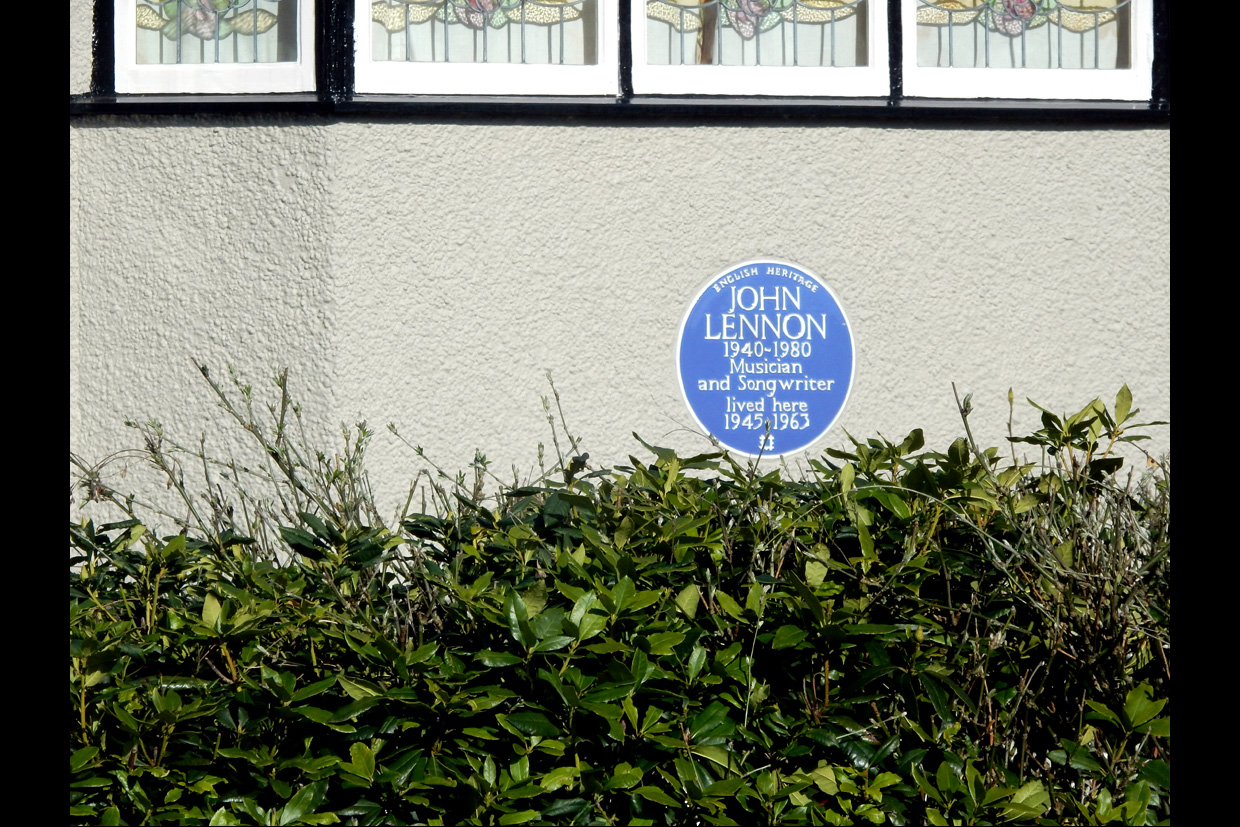 ENGLISH HERITAGE
JOHN
LENNON
1940-1980
Musician
and Songwriter
lived here
1945-1963